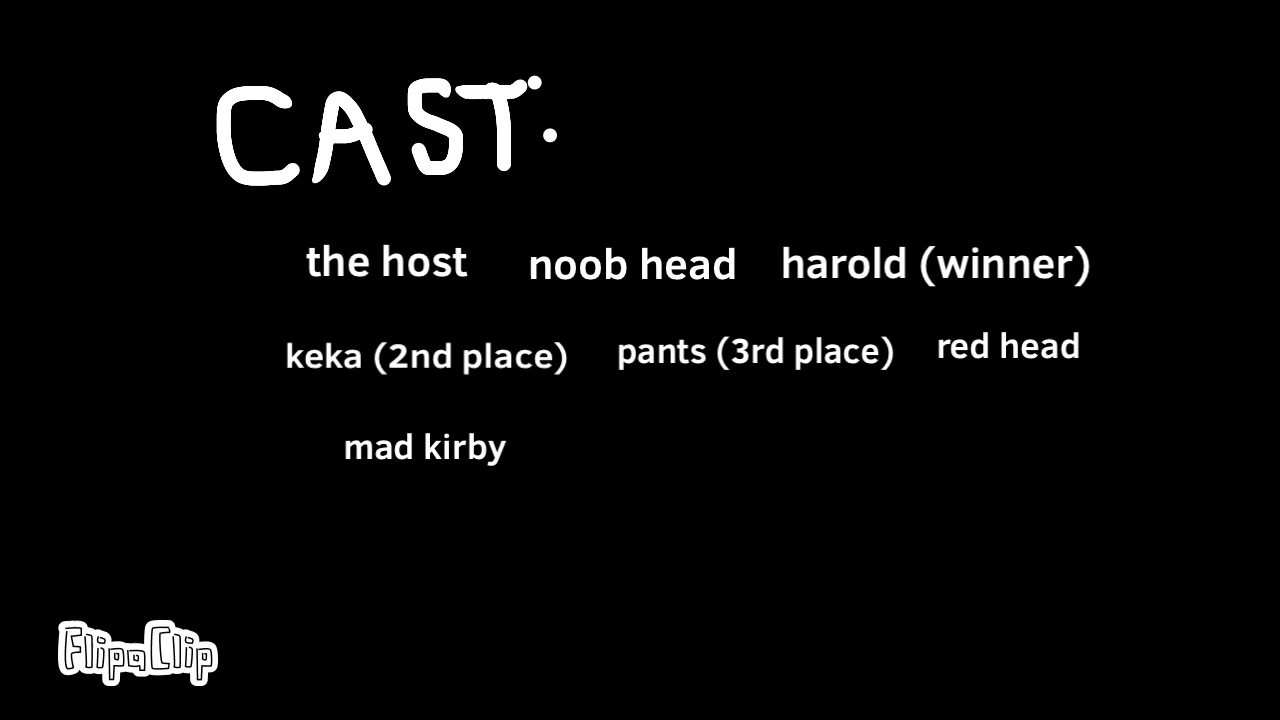 CAST:
the host noob head harold (winner)
keka (2nd place) pants (3rd place) red head
mad kirby
FlipaClip